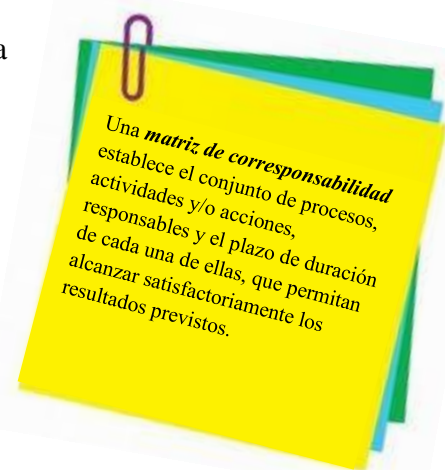 a
Una matriz de corresponsabilidad
establece el conjunto de procesos,
actividades y/o acciones,
responsables y el plazo de duración
de cada una de ellas, que permitan
alcanzar satisfactoriamente los
resultados previstos.